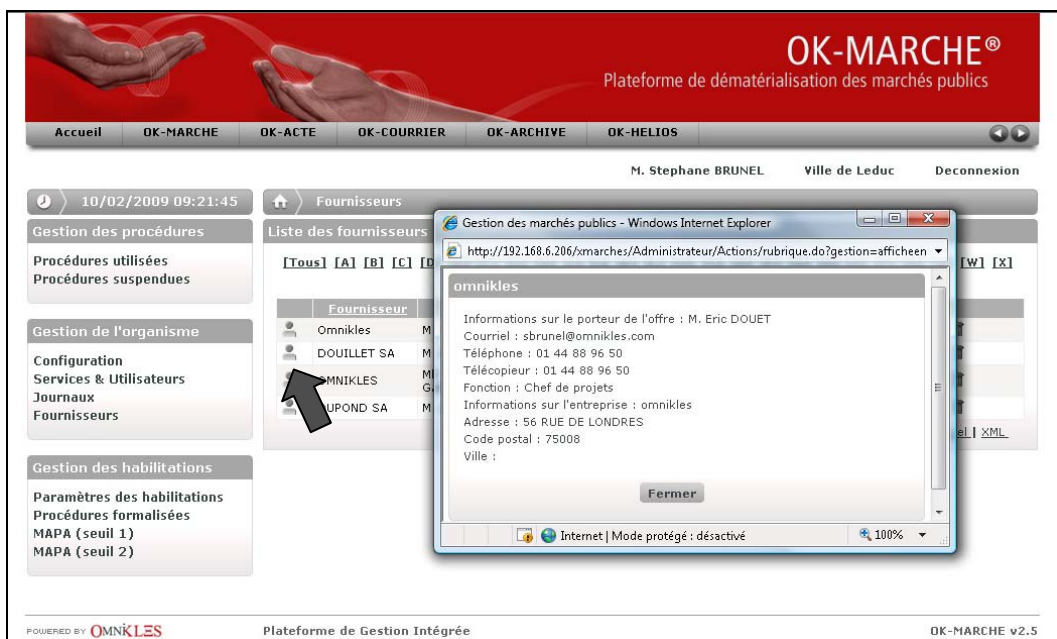 OK-MARCHE®
Plateforme de dématérialisation des marchés publics
Accueil OK-MARCHE OK-ACTE OK-COURRIER OK-ARCHIVE OK-HELIOS
M. Stephane BRUNEL Ville de Leduc Deconnexion
10/02/2009 09:21:45
Gestion des procédures
Procédures utilisées
Procédures suspendues
Gestion de l'organisme
Configuration
Services & Utilisateurs
Journaux
Fournisseurs
Gestion des habilitations
Paramètres des habilitations
Procédures formalisées
MAPA (seuil 1)
MAPA (seuil 2)
Fournisseurs
Liste des fournisseurs
[Tous] [A] [B] [C] [W] [X]
Fournisseur
Omnikles M
DOUILLET SA M
OMNIKLES
DUPOND SA M
XML
Gestion des marchés publics - Windows Internet Explorer
http://192.168.6.206/xmarches/Administrateur/Actions/rubrique.do?gestion=afficheen
omnikles
Informations sur le porteur de l'offre : M. Eric DOUET
Courriel : sbrunel@omnikles.com
Téléphone : 01 44 88 96 50
Télécopieur : 01 44 88 96 50
Fonction : Chef de projets
Informations sur l'entreprise : omnikles
Adresse : 56 RUE DE LONDRES
Code postal : 75008
Ville :
Fermer
Internet | Mode protégé : désactivé 100%
POWERED BY OMNIKLES Plateforme de Gestion Intégrée OK-MARCHE v2.5